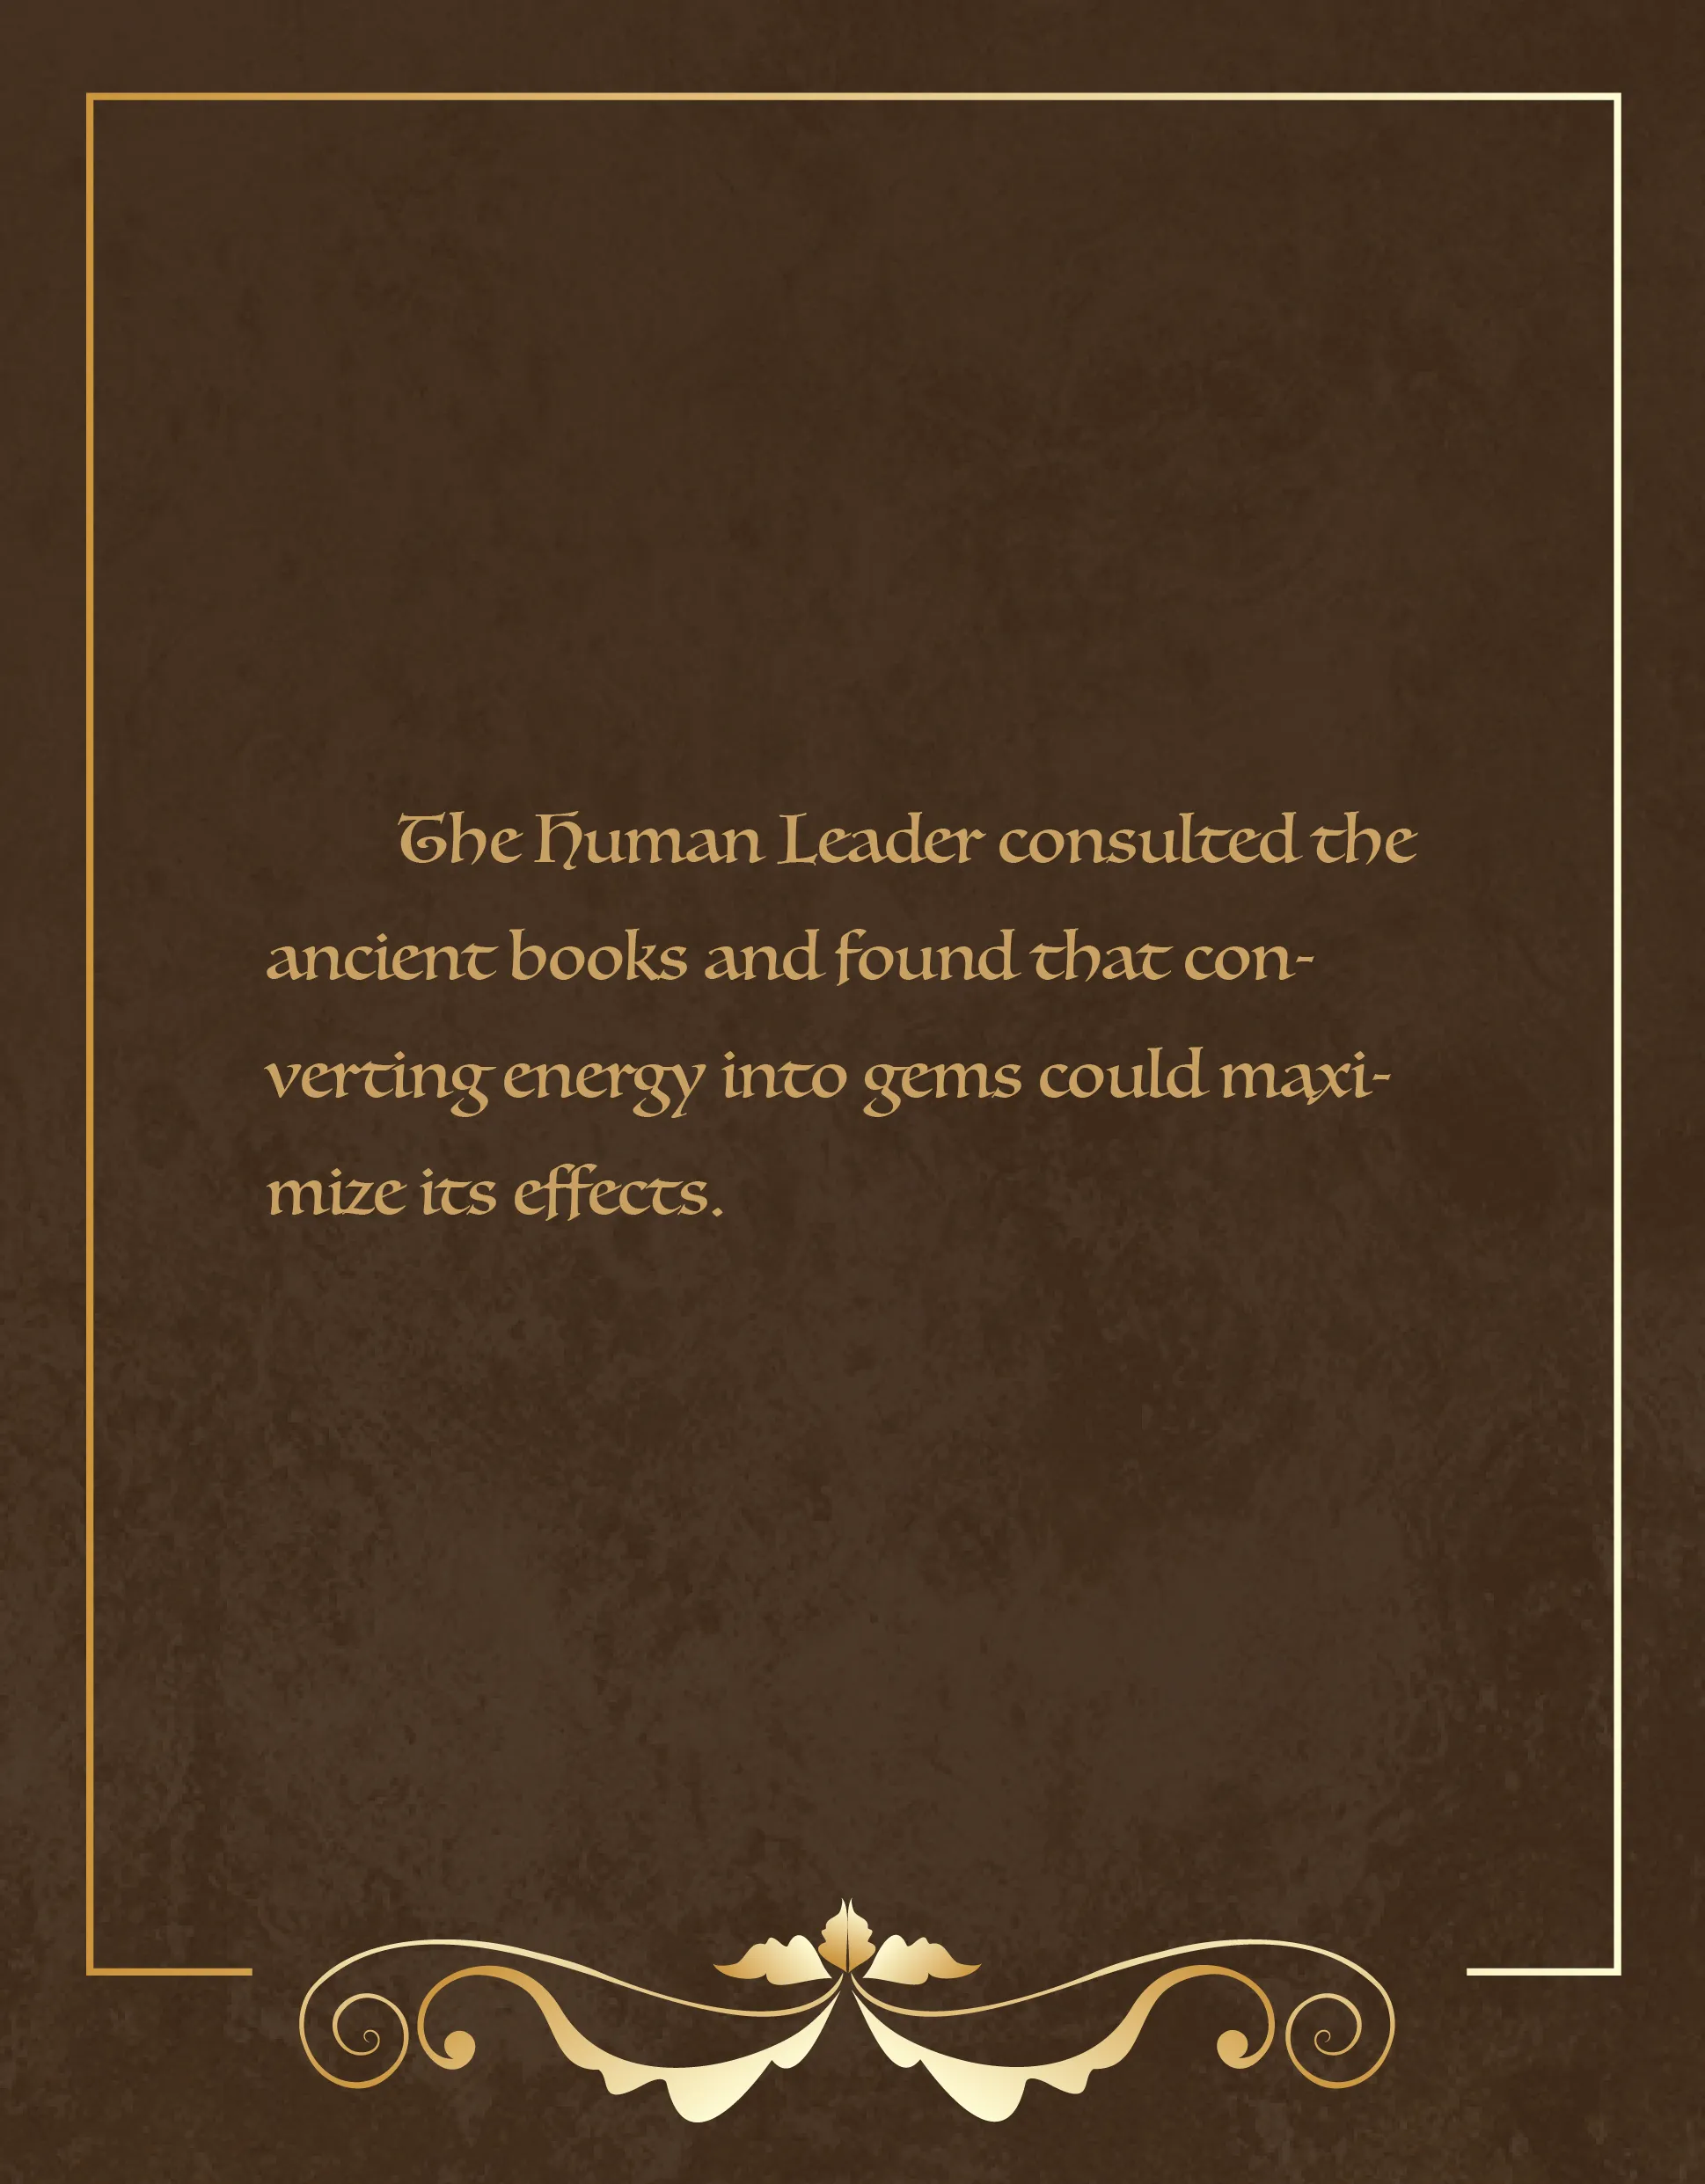 The Human Leader consulted the
ancient books and found that con-
verting energy into gems could maxi-
mize its effects.